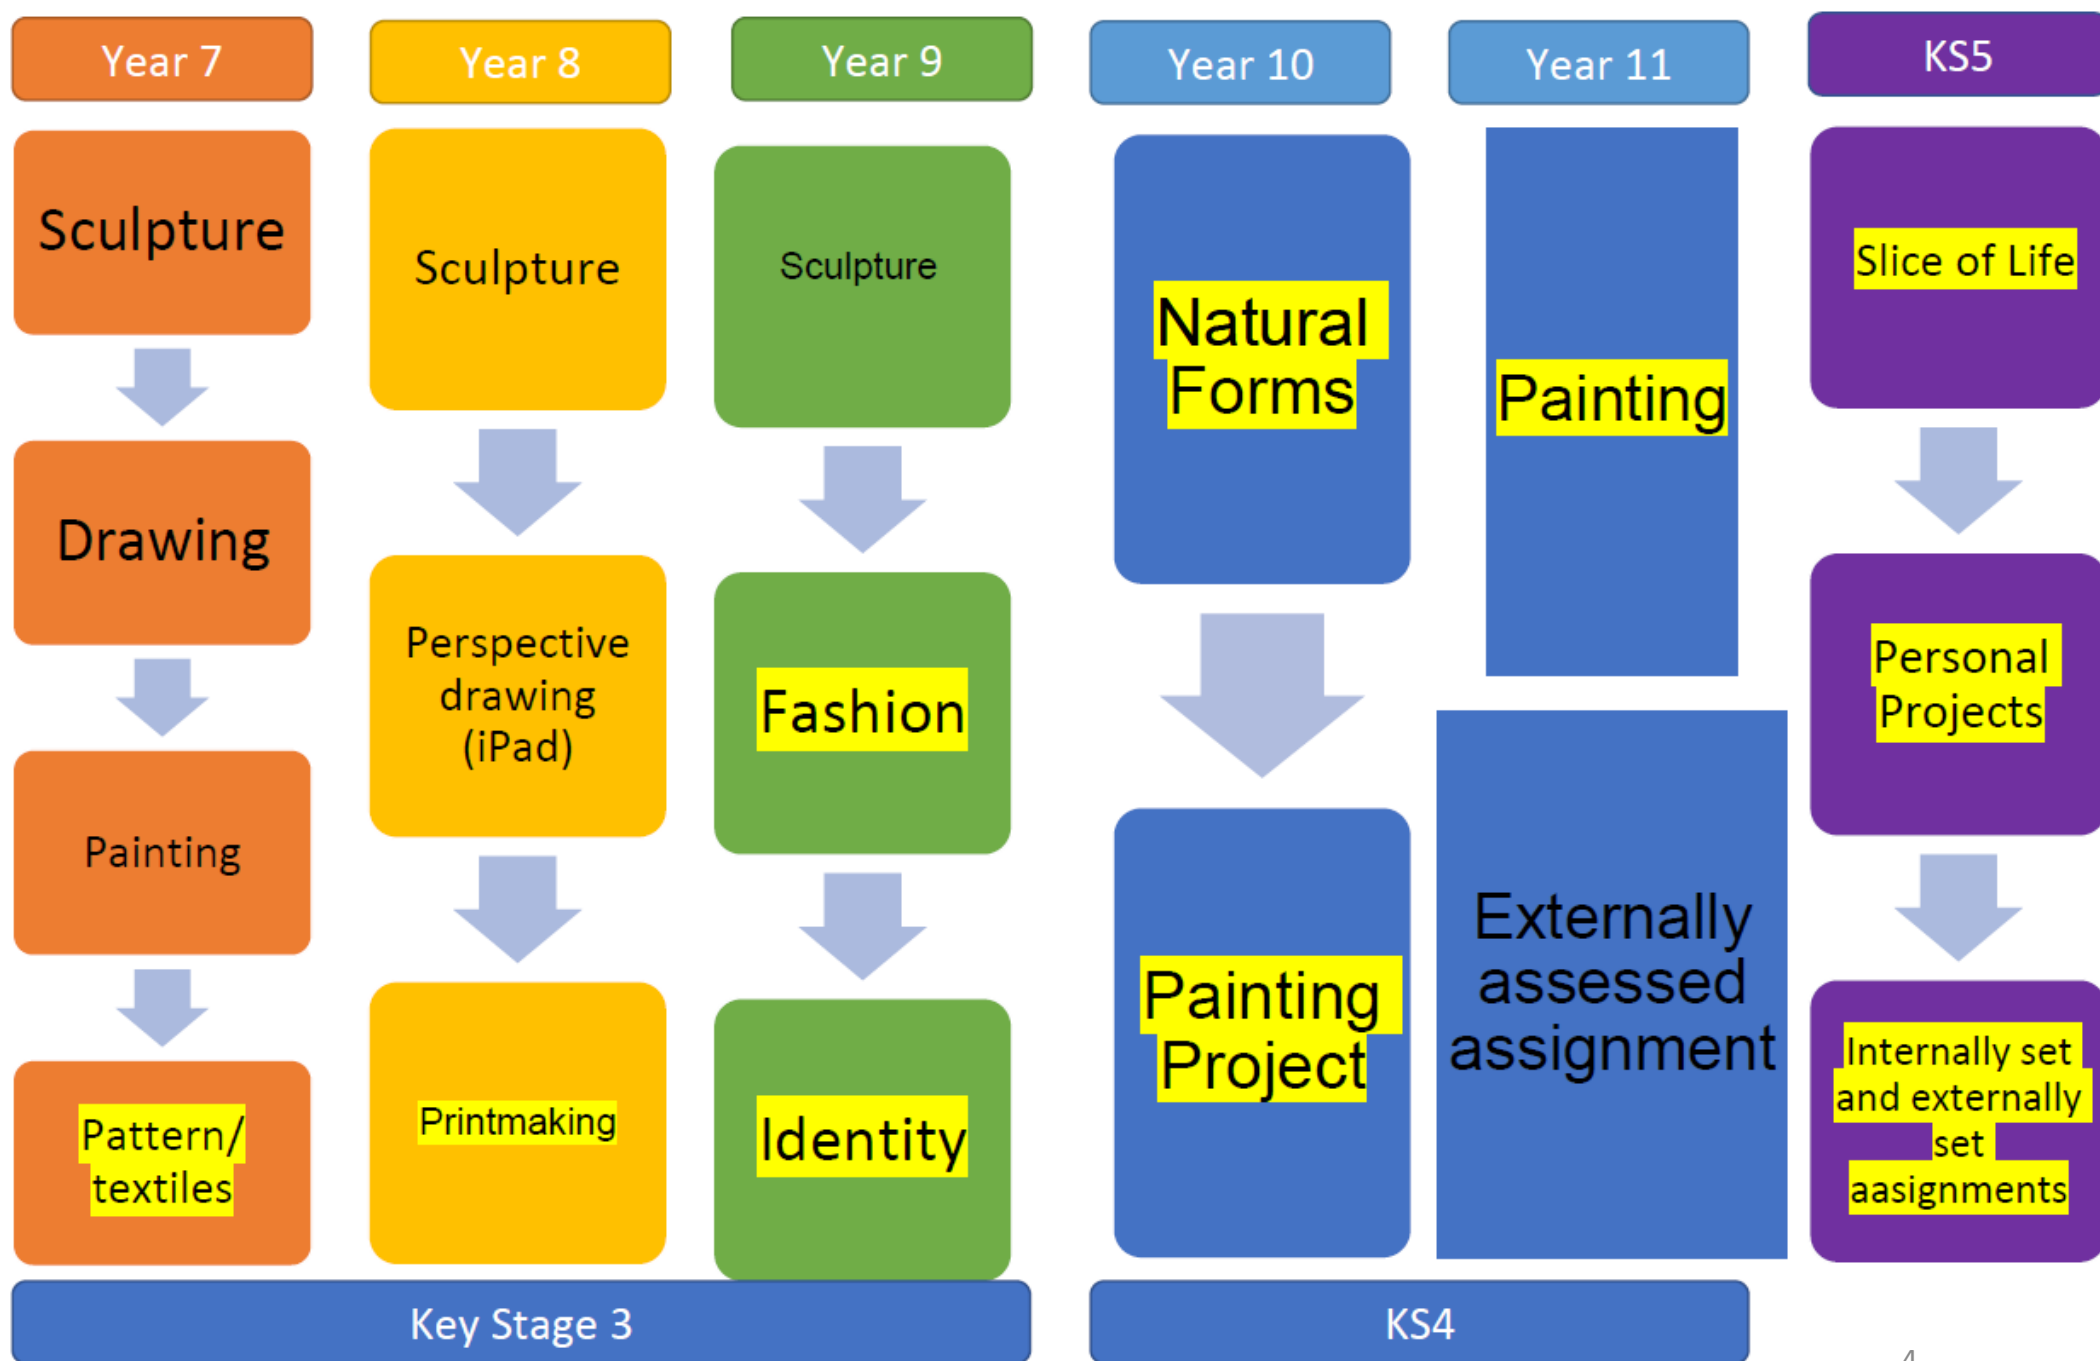 Year 7
Sculpture
Drawing
Painting
Pattern/
textiles
Year 8
Sculpture
Perspective
drawing
(iPad)
Printmaking
Year 9
Sculpture
Fashion
Identity
Key Stage 3
Year 10
Natural
Forms
Painting
Project
Year 11
Painting
Externally
assessed
assignment
KS4
KS5
Slice of Life
Personal
Projects
Internally set
and externally
set
aasignments
4